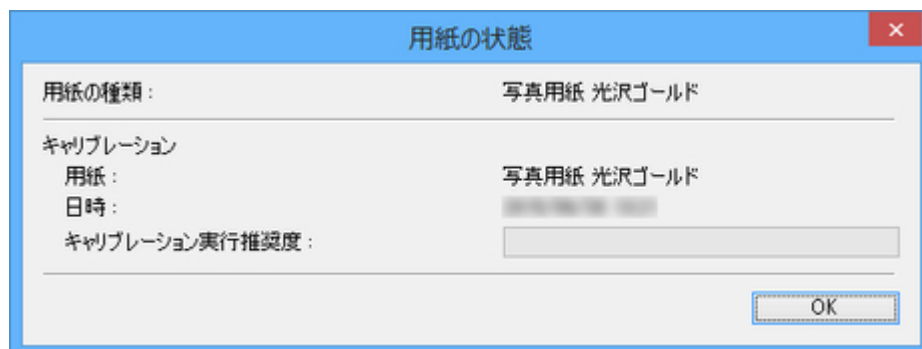 用紙の状態
用紙の種類: 写真用紙 光沢ゴールド
キャリブレーション
用紙: 写真用紙 光沢ゴールド
日時:
キャリブレーション実行推奨度:
OK